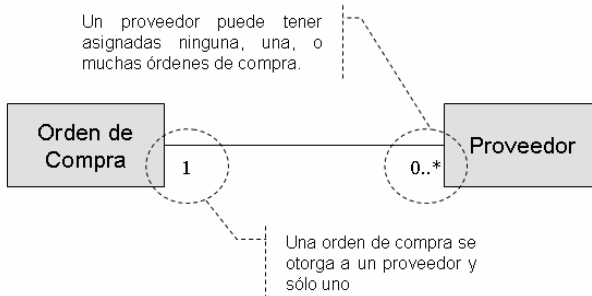 Un proveedor puede tener
asignadas ninguna, una, o
muchas órdenes de compra.
Orden de
Compra
1
0..*
Proveedor
Una orden de compra se
otorga a un proveedor y
sólo uno